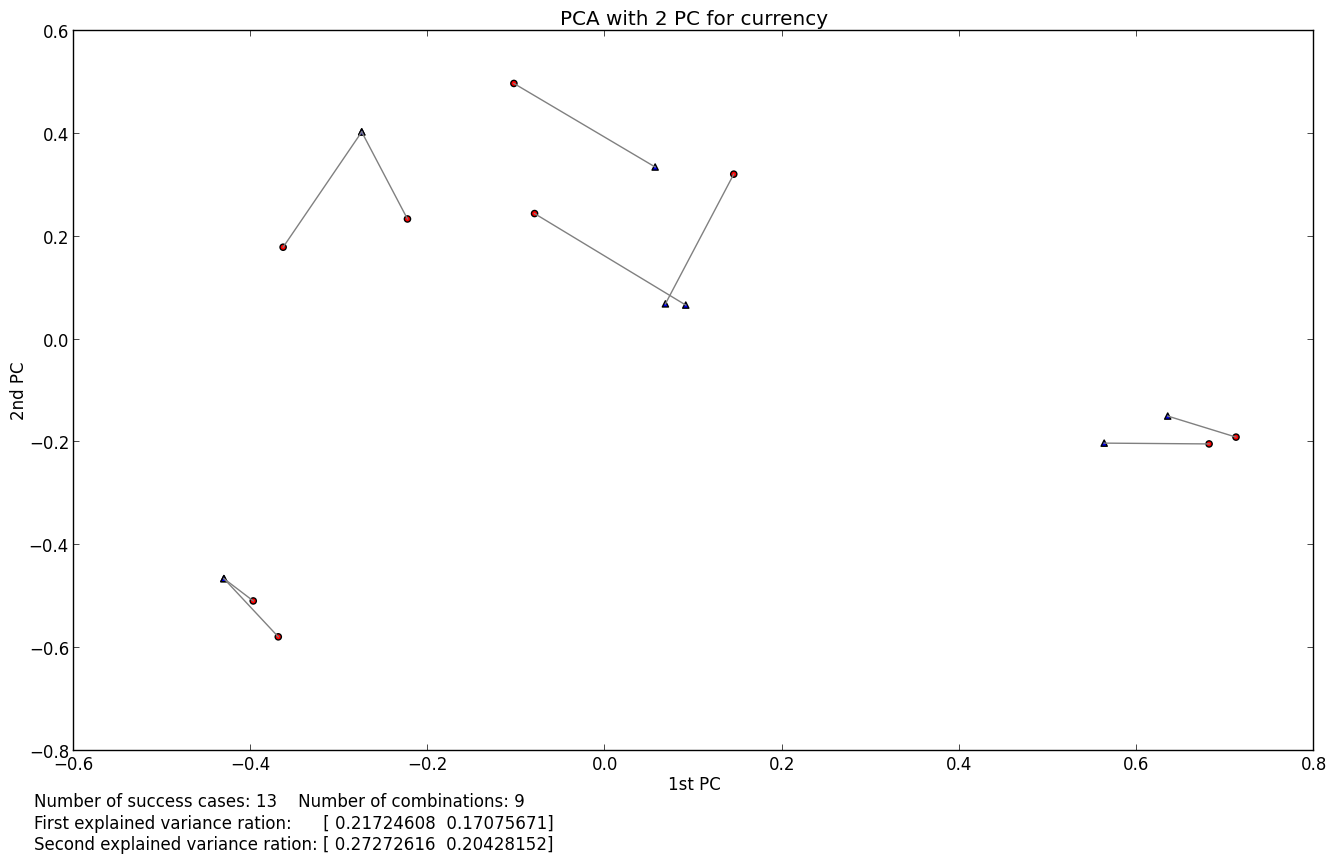 PCA with 2 PC for currency
0.6
0.4
0.2
0.0
−0.2
−0.4
−0.6
−0.8
2nd PC
−0.6 −0.4 −0.2 0.0 0.2 0.4 0.6 0.8
1st PC
Number of success cases: 13 Number of combinations: 9
First explained variance ration: [ 0.21724608 0.17075671]
Second explained variance ration: [ 0.27272616 0.20428152]